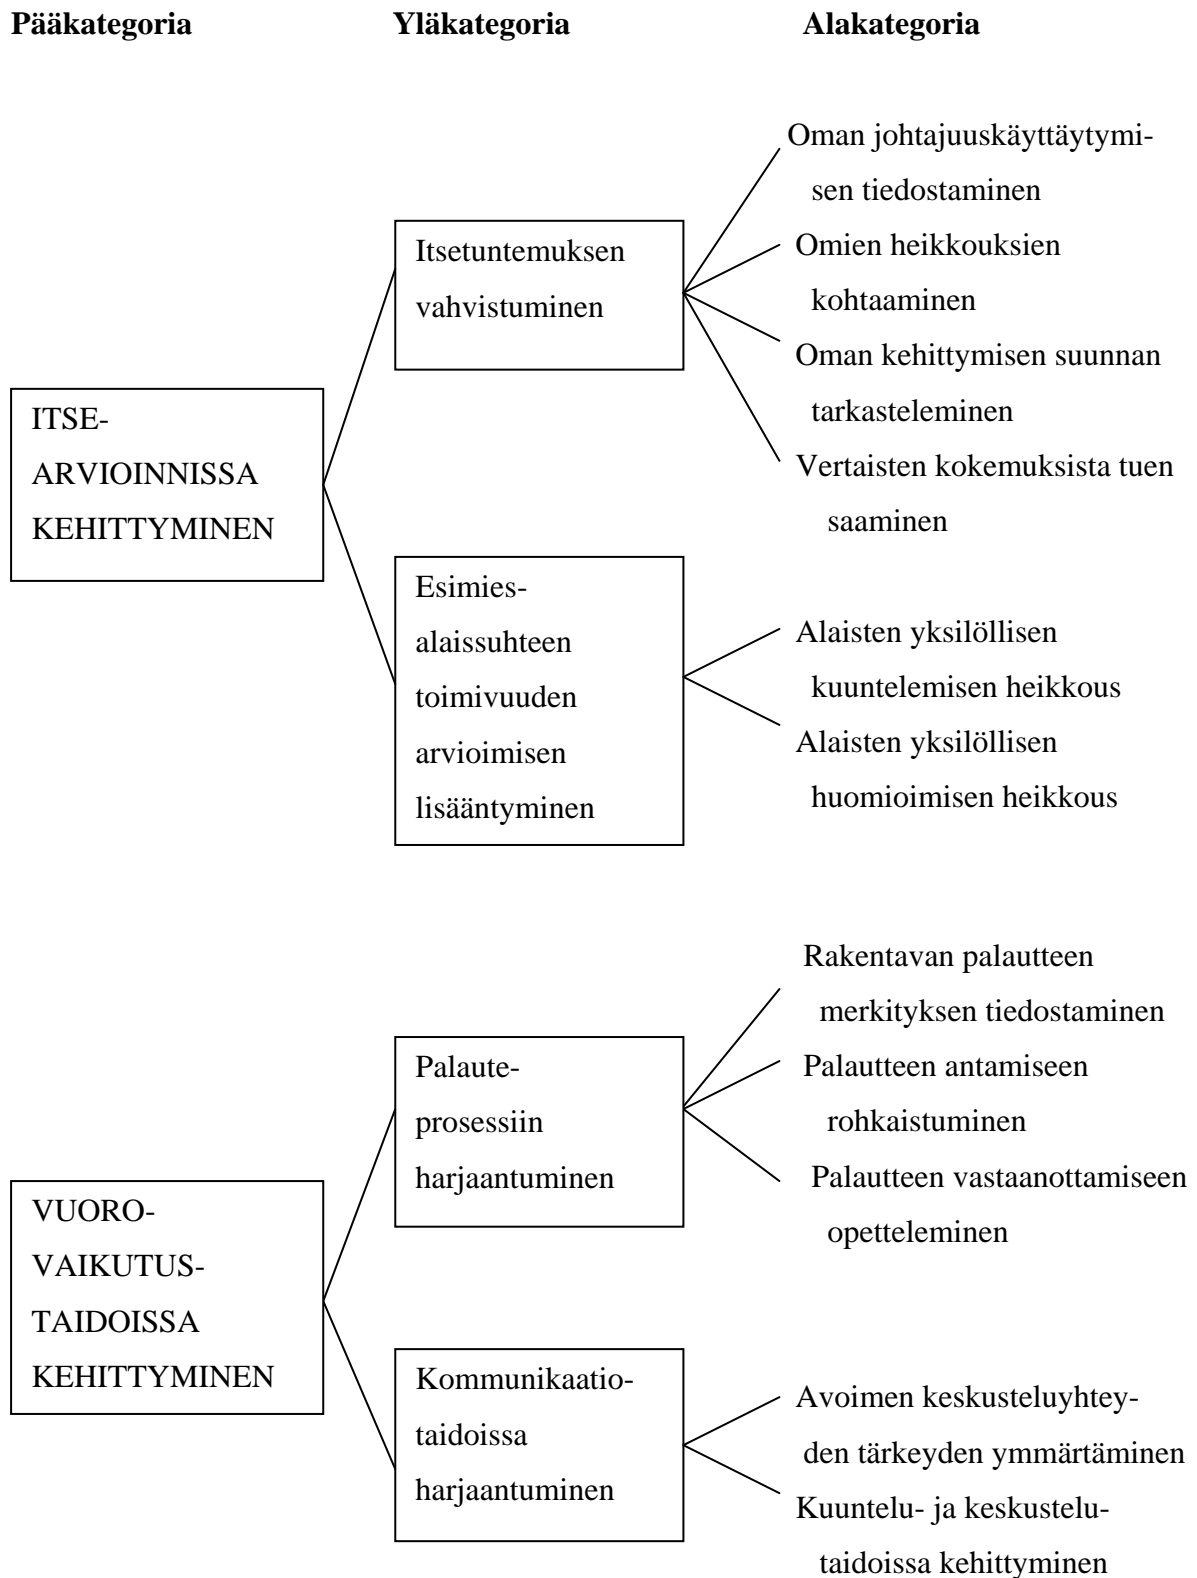 Pääkategoria Yläkategoria Alakategoria
Oman johtajuuskäyttäytymi-
sen tiedostaminen
Itsetuntemuksen
vahvistuminen
Omien heikkouksien
kohtaaminen
Oman kehittymisen suunnan
tarkasteleminen
Vertaisten kokemuksista tuen
saaminen
ITSE-
ARVIOINNISSA
KEHITTYMINEN
Esimies-
alaissuhteen
toimivuuden
arvioimisen
lisääntyminen
Alaisten yksilöllisen
kuuntelemisen heikkous
Alaisten yksilöllisen
huomioimisen heikkous
Rakentavan palautteen
merkityksen tiedostaminen
Palaute-
prosessiin
harjaantuminen
Palautteen antamiseen
rohkaistuminen
Palautteen vastaanottamiseen
opetteleminen
VUORO-
VAIKUTUS-
TAIDOISSA
KEHITTYMINEN
Kommunikaatio-
taidoissa
harjaantuminen
Avoimen keskusteluyhtey-
den tärkeyden ymmärtäminen
Kuuntelu- ja keskustelu-
taidoissa kehittyminen